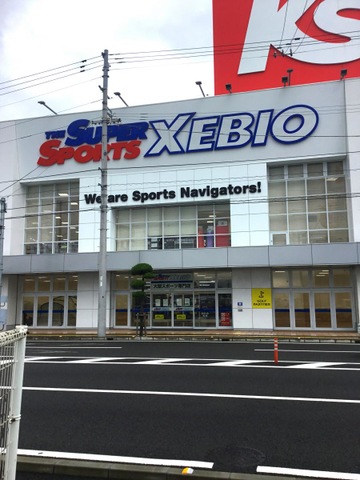 K's
THE SUPER SPORTS XEBIO
We are Sports Navigators!